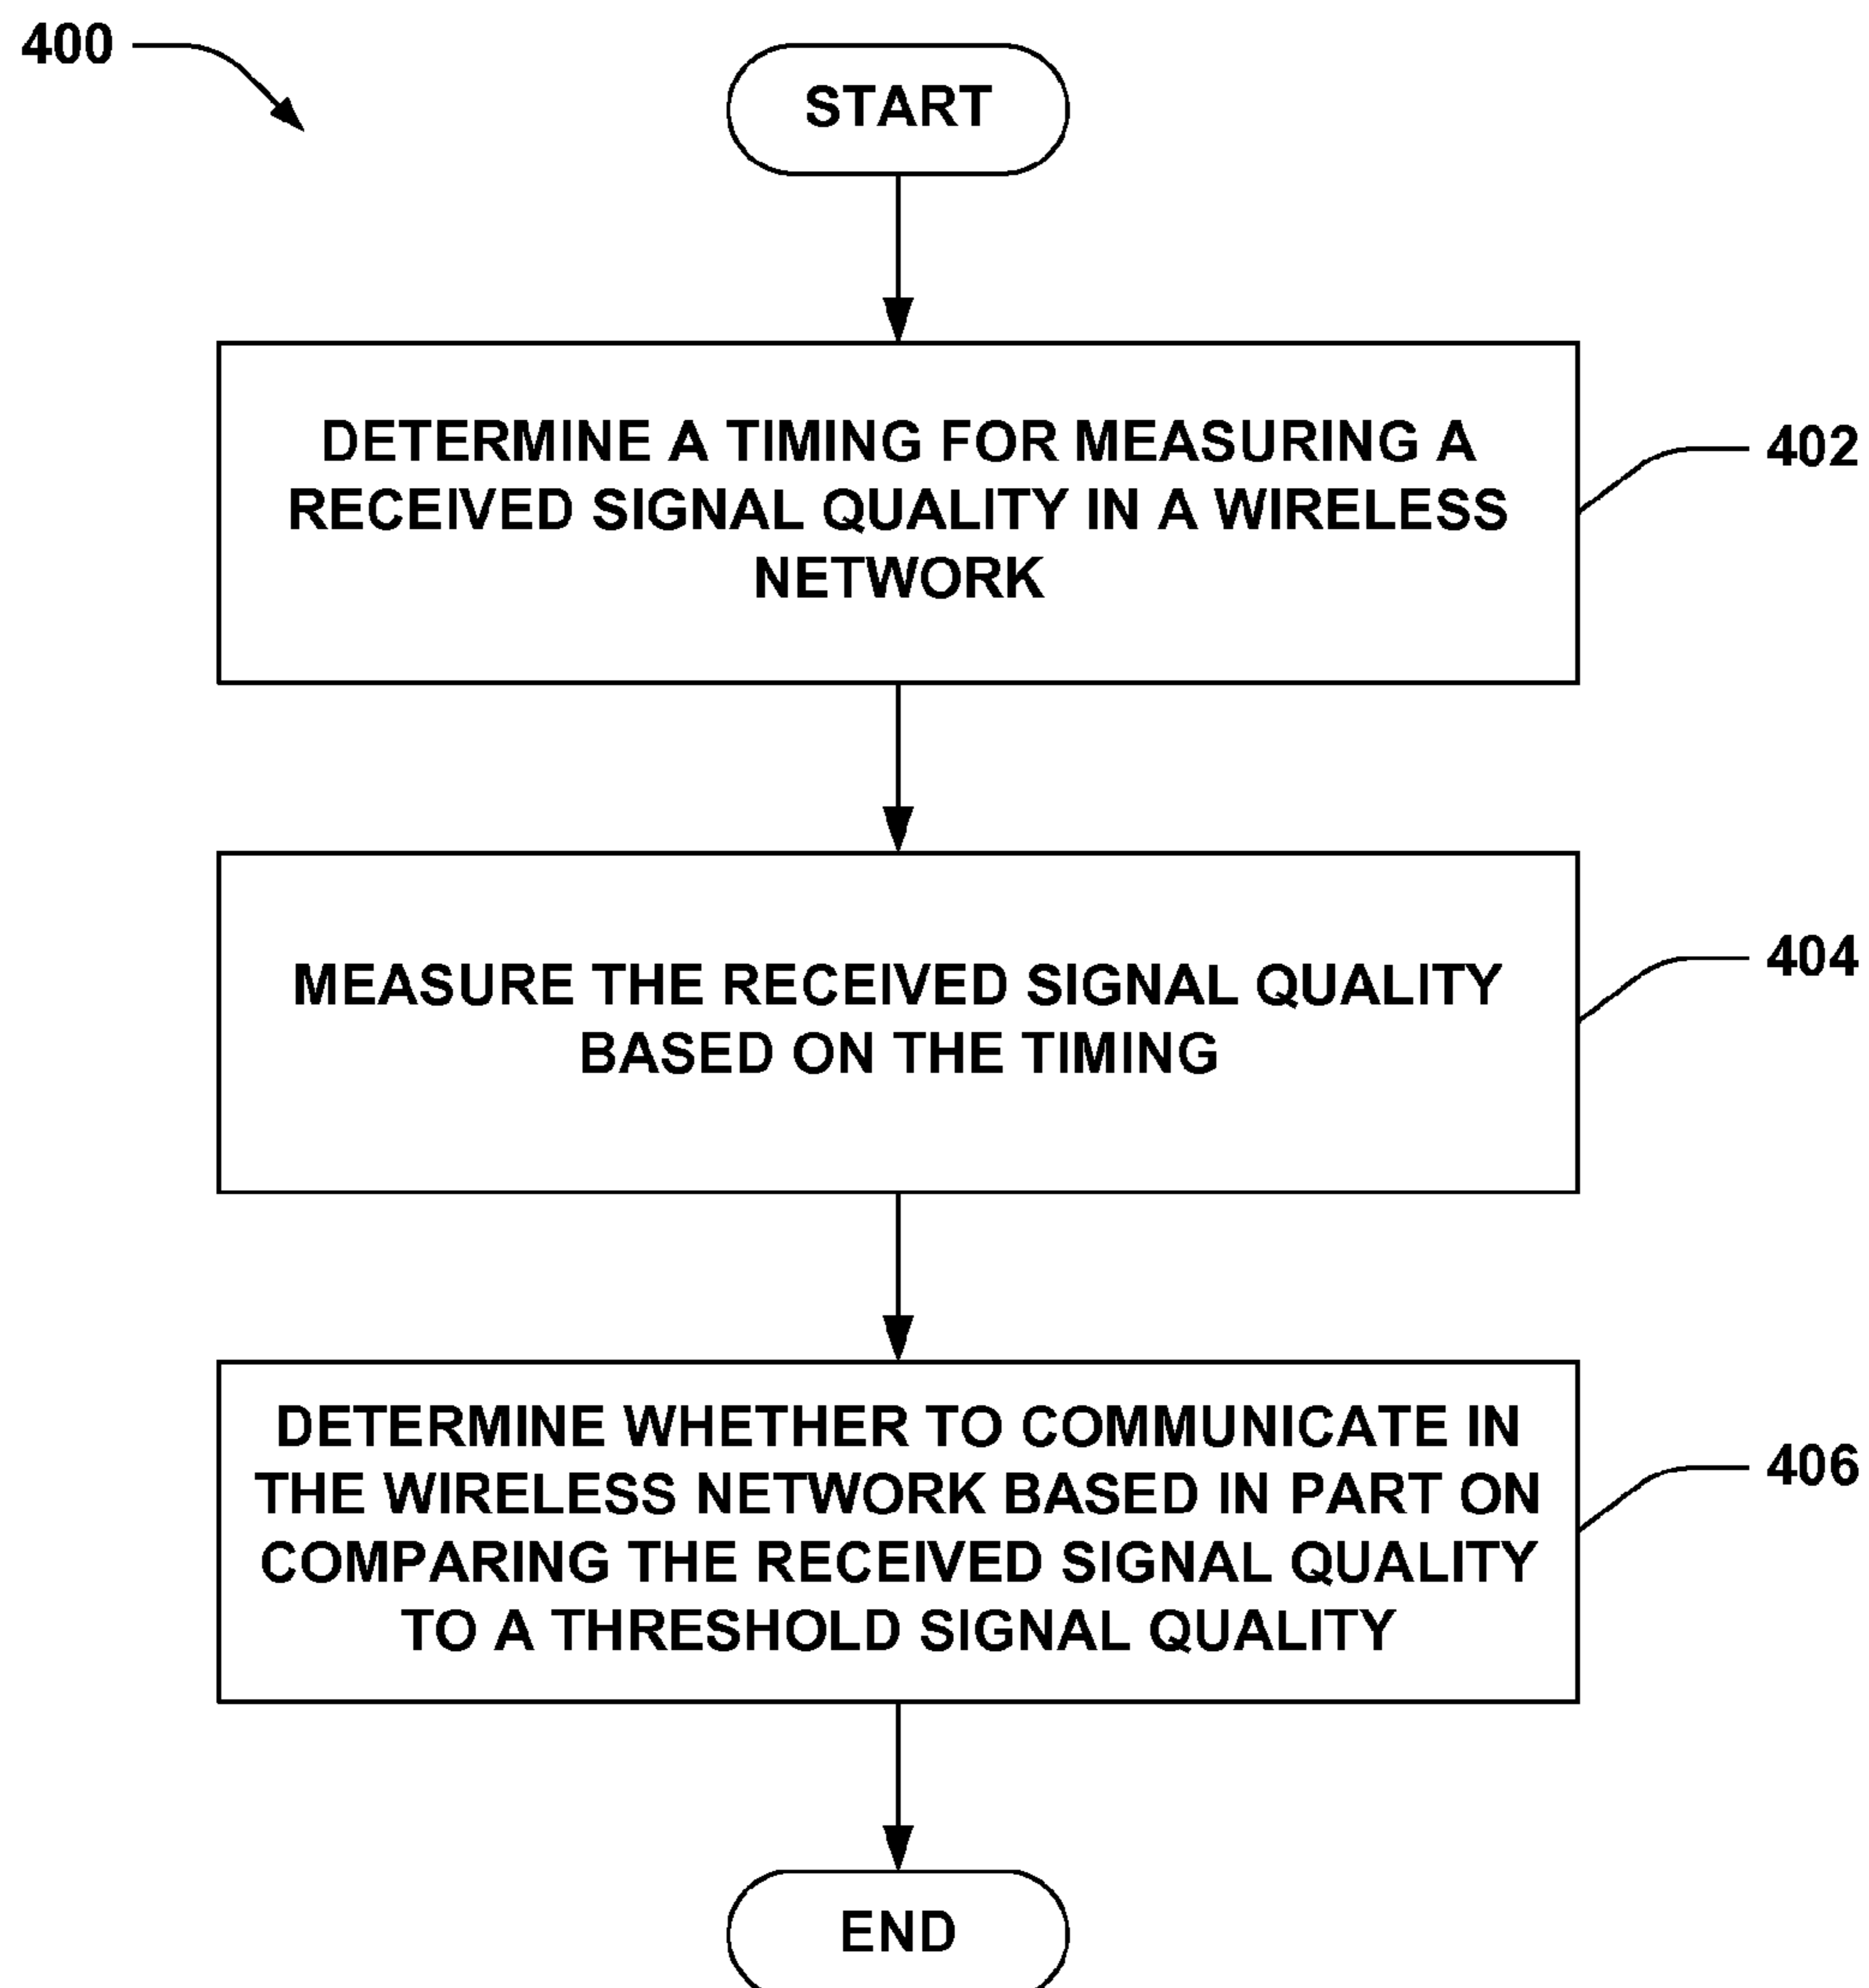 400
START
DETERMINE A TIMING FOR MEASURING A
RECEIVED SIGNAL QUALITY IN A WIRELESS
NETWORK
402
MEASURE THE RECEIVED SIGNAL QUALITY
BASED ON THE TIMING
404
DETERMINE WHETHER TO COMMUNICATE IN
THE WIRELESS NETWORK BASED IN PART ON
COMPARING THE RECEIVED SIGNAL QUALITY
TO A THRESHOLD SIGNAL QUALITY
406
END